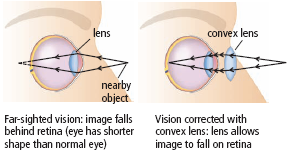 lens
convex lens
nearby
object
Far-sighted vision: image falls
behind retina (eye has shorter
shape than normal eye)
Vision corrected with
convex lens: lens allows
image to fall on retina